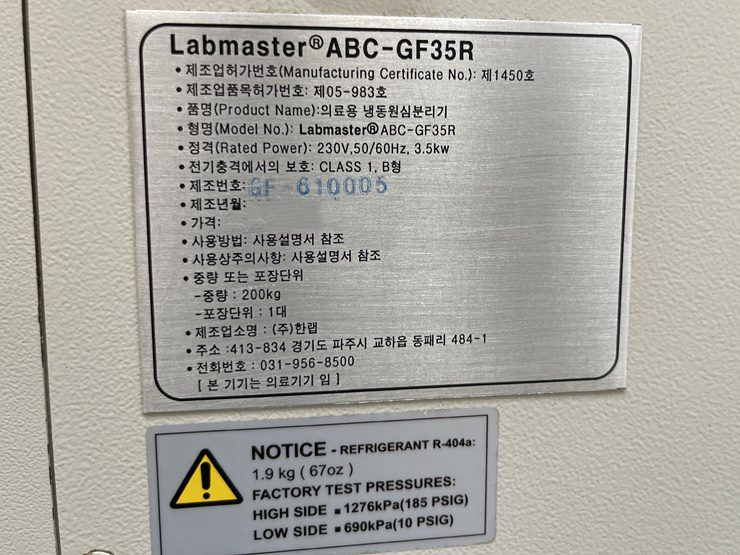 Labmaster®ABC-GF35R
• 제조업허가번호(Manufacturing Certificate No.): 제1450호
• 제조업품목허가번호: 제05-983호
• 품명(Product Name):의료용 냉동원심분리기
• 형명(Model No.): Labmaster®ABC-GF35R
• 정격(Rated Power): 230V,50/60Hz, 3.5kw
• 전기충격에서의 보호: CLASS 1, B형
• 제조번호: GF-610005
• 제조년월:
• 가격:
• 사용방법: 사용설명서 참조
• 사용상주의사항: 사용설명서 참조
• 중량 또는 포장단위
-중량 : 200kg
-포장단위 : 1대
• 제조업소명 : (주)한랩
• 주소 :413-834 경기도 파주시 교하읍 동패리 484-1
• 전화번호 : 031-956-8500
[ 본 기기는 의료기기 임 ]
NOTICE - REFRIGERANT R-404a:
1.9 kg ( 67oz )
FACTORY TEST PRESSURES:
HIGH SIDE ■ 1276kPa(185 PSIG)
LOW SIDE ■ 690kPa(10 PSIG)